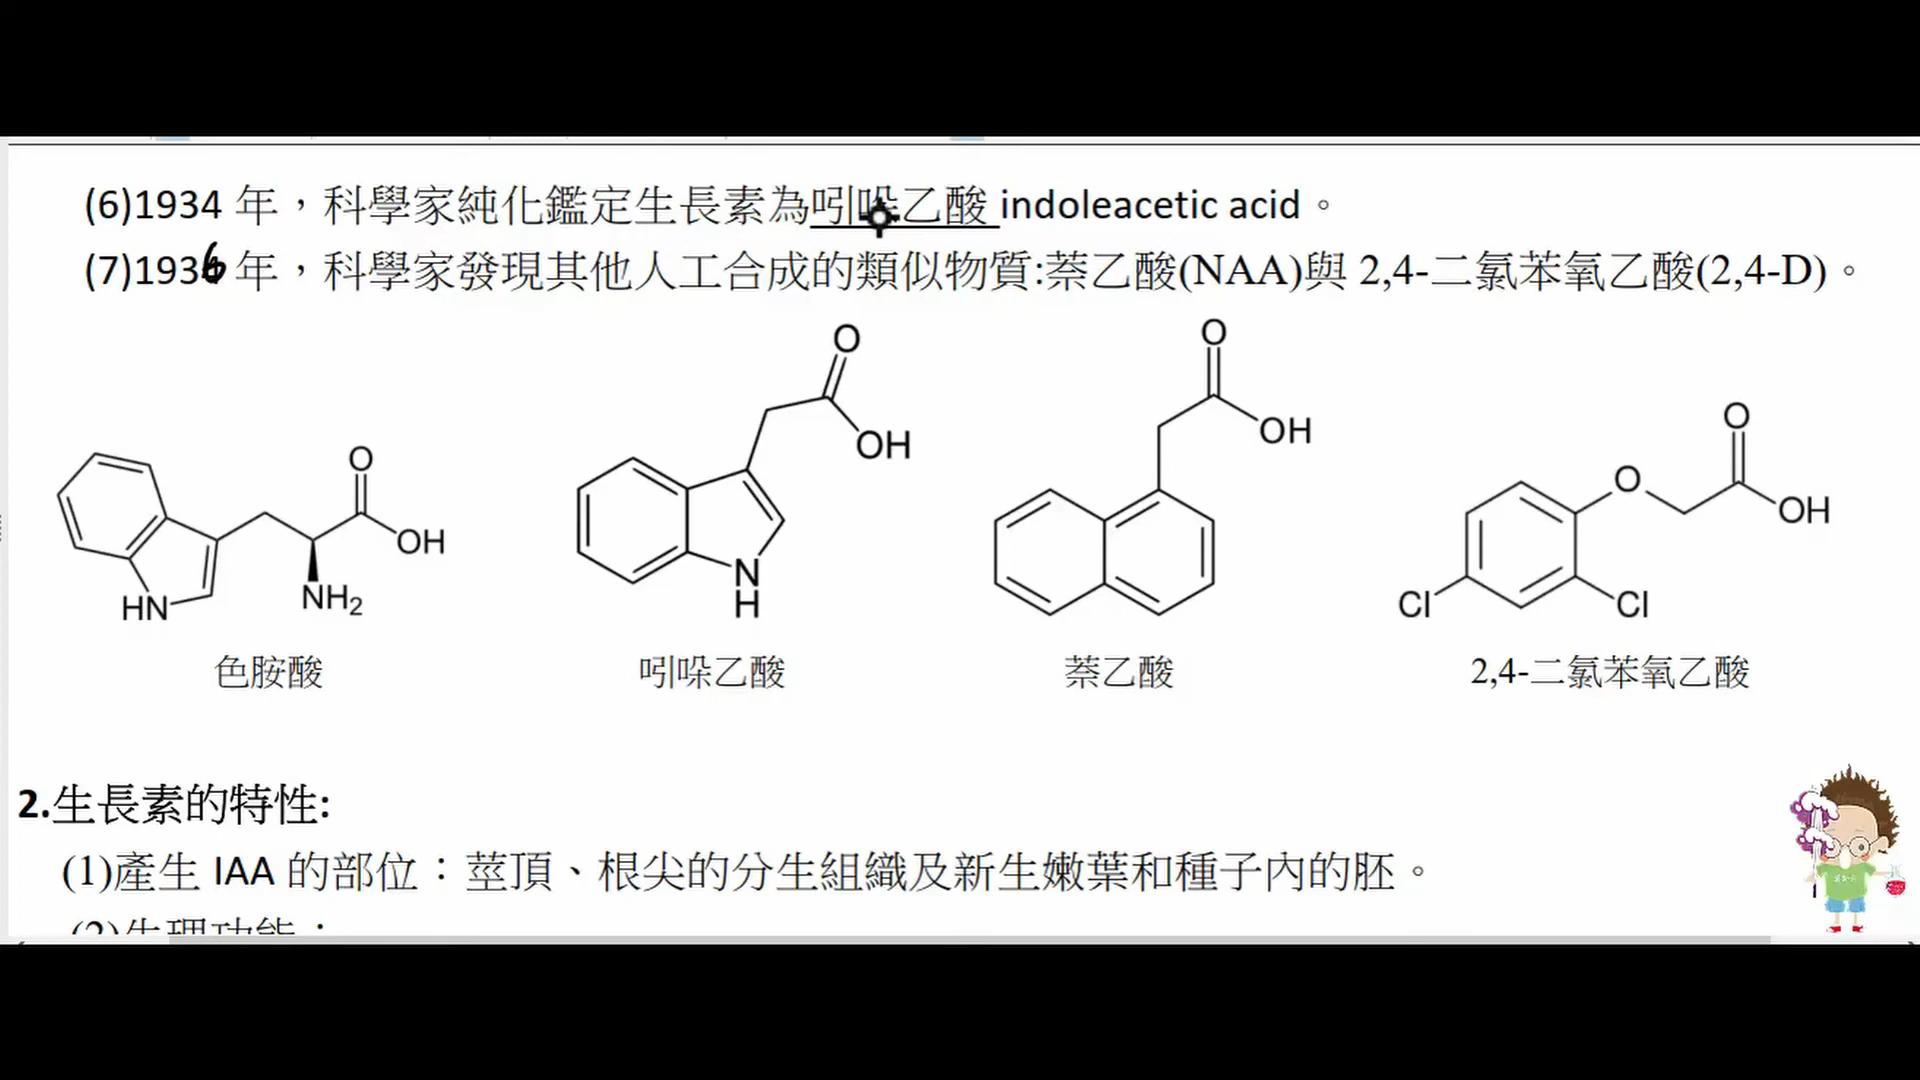 (6)1934 年，科學家純化鑑定生長素為吲哚乙酸 indoleacetic acid。
(7)1936 年，科學家發現其他人工合成的類似物質:萘乙酸(NAA)與 2,4-二氯苯氧乙酸(2,4-D)。
O
OH
NH2
HN
色胺酸
O
OH
N
H
吲哚乙酸
O
OH
萘乙酸
O
O
OH
Cl
Cl
2,4-二氯苯氧乙酸
2.生長素的特性:
(1)產生 IAA 的部位：莖頂、根尖的分生組織及新生嫩葉和種子內的胚。
(2)生理功能：